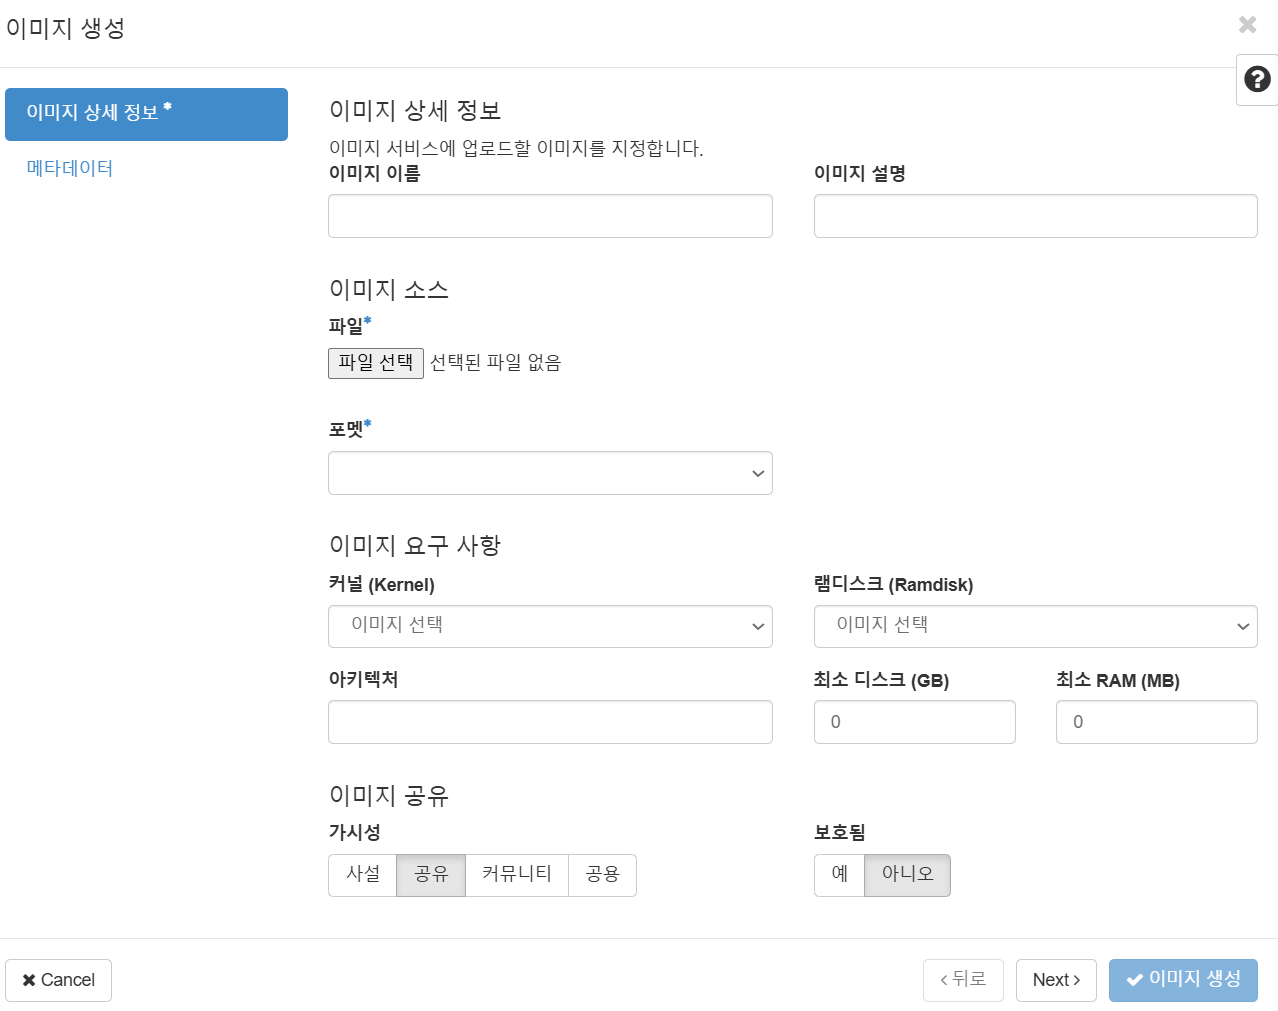 이미지 생성
이미지 상세 정보 *
메타데이터
이미지 상세 정보
이미지 서비스에 업로드할 이미지를 지정합니다.
이미지 이름
이미지 설명
이미지 소스
파일*
파일 선택 선택된 파일 없음
포멧*
이미지 요구 사항
커널 (Kernel)
램디스크 (Ramdisk)
이미지 선택
이미지 선택
아키텍처
최소 디스크 (GB)
최소 RAM (MB)
0
0
이미지 공유
가시성
보호됨
사설 공유 커뮤니티 공용
예 아니오
Cancel
뒤로
Next
이미지 생성